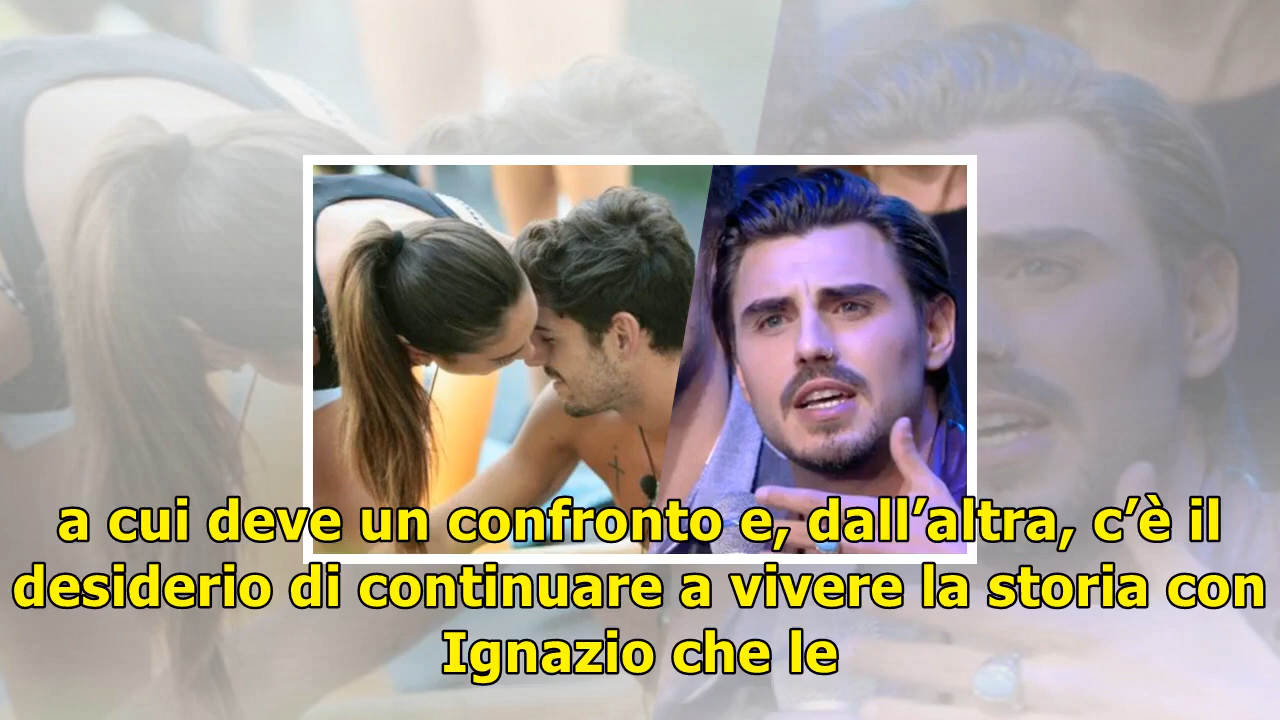 a cui deve un confronto e, dall’altra, c’è il
desiderio di continuare a vivere la storia con
Ignazio che le